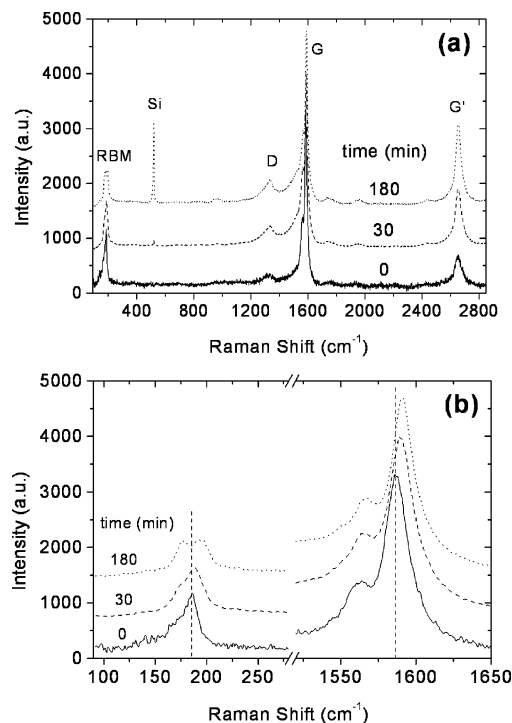 (a)
G
Si
RBM
D
G'
time (min)
180
30
0
5000
4000
3000
2000
1000
0
Intensity (a.u.)
400 800 1200 1600 2000 2400 2800
Raman Shift (cm⁻¹)
(b)
time (min)
180
30
0
5000
4000
3000
2000
1000
0
Intensity (a.u.)
100 150 200 250 1550 1600 1650
Raman Shift (cm⁻¹)